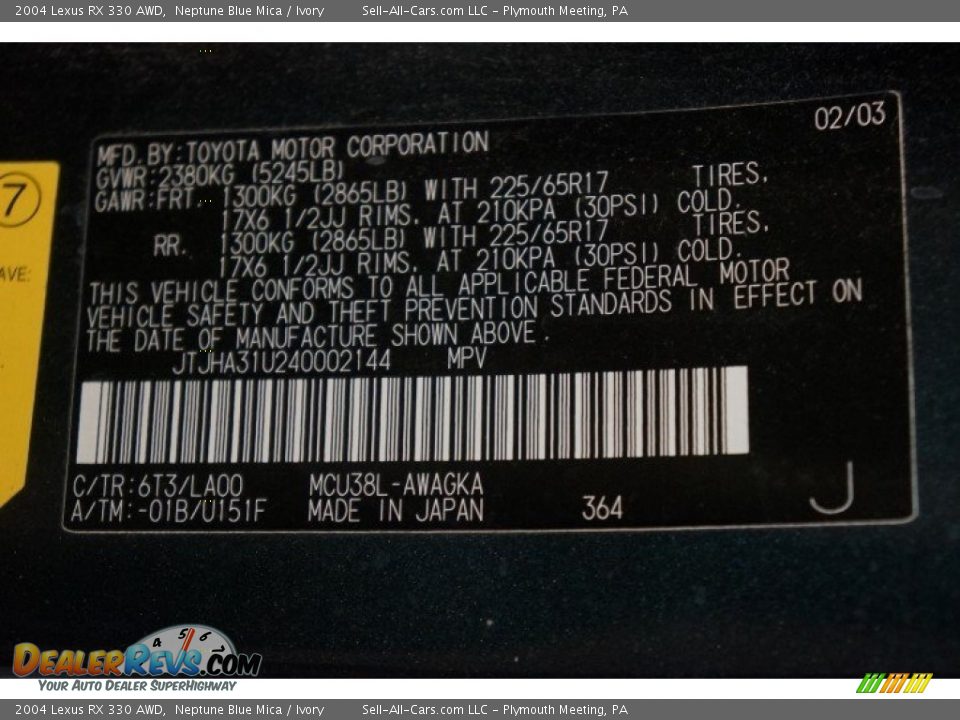 2004 Lexus RX 330 AWD, Neptune Blue Mica / Ivory Sell-All-Cars.com LLC - Plymouth Meeting, PA
02/03
MFD. BY: TOYOTA MOTOR CORPORATION
GVWR: 2380KG (5245LB)
GAWR: FRT. 1300KG (2865LB) WITH 225/65R17 TIRES,
17X6 1/2JJ RIMS, AT 210KPA (30PSI) COLD.
RR. 1300KG (2865LB) WITH 225/65R17 TIRES,
17X6 1/2JJ RIMS, AT 210KPA (30PSI) COLD.
THIS VEHICLE CONFORMS TO ALL APPLICABLE FEDERAL MOTOR
VEHICLE SAFETY AND THEFT PREVENTION STANDARDS IN EFFECT ON
THE DATE OF MANUFACTURE SHOWN ABOVE.
JTJHA31U240002144 MPV
C/TR: 6T3/LA00 MCU38L-AWAGKA
A/TM: -01B/U151F MADE IN JAPAN 364
J
7
AVE:
4 5 6
DEALERREVS.COM
YOUR AUTO DEALER SUPERHIGHWAY
2004 Lexus RX 330 AWD, Neptune Blue Mica / Ivory Sell-All-Cars.com LLC - Plymouth Meeting, PA